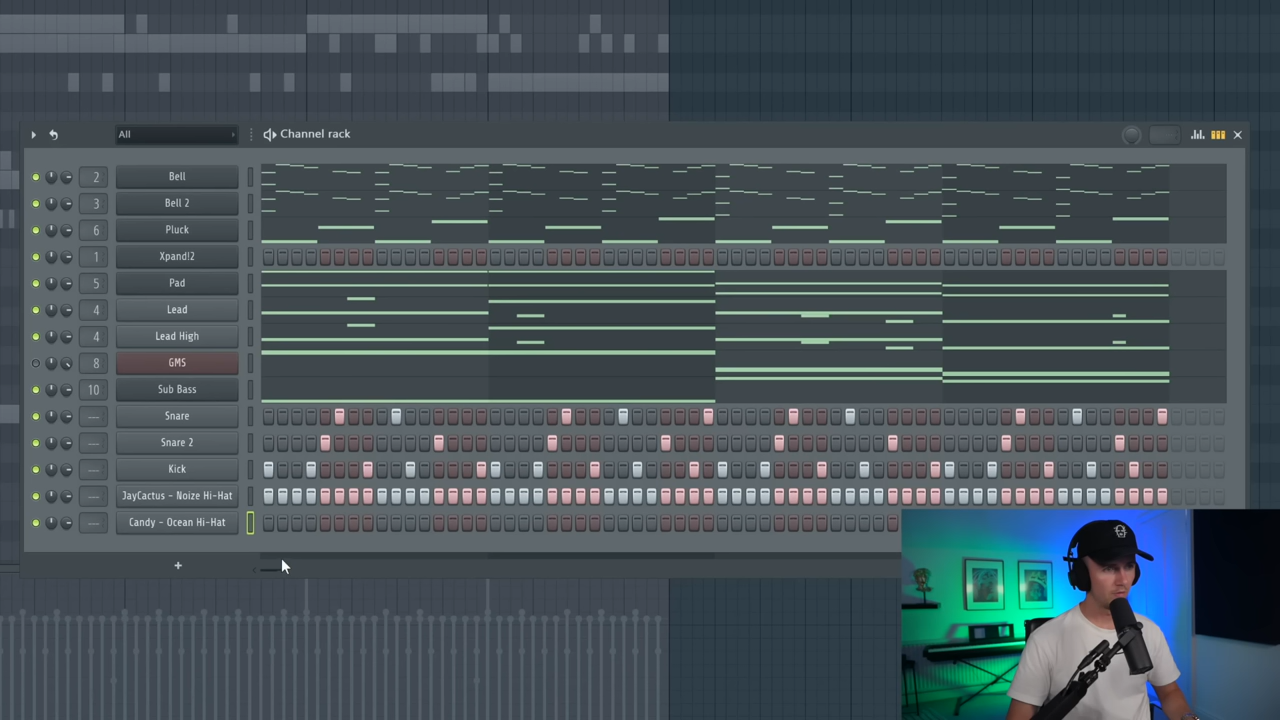 All
Channel rack
2 Bell
3 Bell 2
6 Pluck
1 Xpand!2
5 Pad
4 Lead
4 Lead High
8 GMS
10 Sub Bass
--- Snare
--- Snare 2
--- Kick
--- JayCactus - Noize Hi-Hat
--- Candy - Ocean Hi-Hat
+